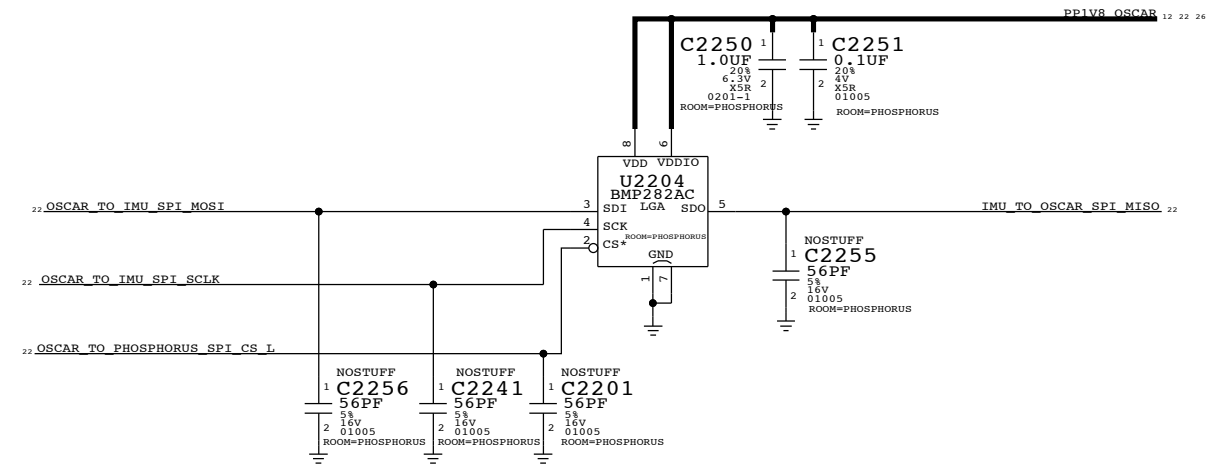 PP1V8_OSCAR 12 22 26
C2250
1
1.0UF
20%
6.3V
X5R
2
0201-1
ROOM=PHOSPHORUS
1
C2251
0.1UF
20%
4V
X5R
2
01005
ROOM=PHOSPHORUS
8
6
VDD VDDIO
U2204
BMP282AC
LGA
22 OSCAR_TO_IMU_SPI_MOSI
3
SDI
SDO
5
IMU_TO_OSCAR_SPI_MISO 22
4
SCK
ROOM=PHOSPHORUS
2
CS*
GND
1
7
NOSTUFF
1
C2255
56PF
5%
16V
2
01005
ROOM=PHOSPHORUS
22 OSCAR_TO_IMU_SPI_SCLK
22 OSCAR_TO_PHOSPHORUS_SPI_CS_L
NOSTUFF
1
C2256
56PF
5%
16V
2
01005
ROOM=PHOSPHORUS
NOSTUFF
1
C2241
56PF
5%
16V
2
01005
ROOM=PHOSPHORUS
NOSTUFF
1
C2201
56PF
5%
16V
2
01005
ROOM=PHOSPHORUS